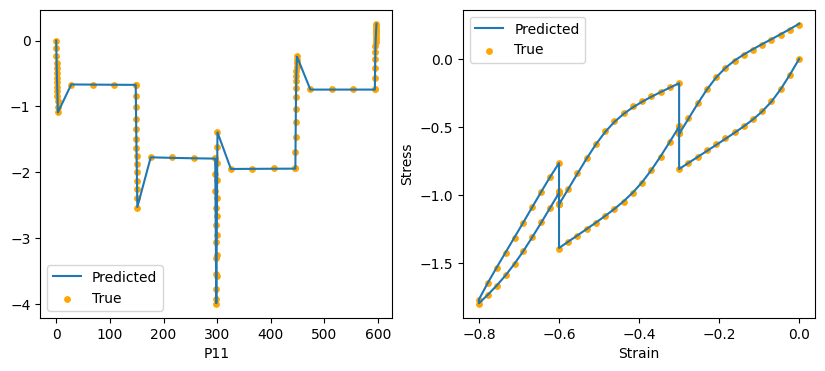 0
−1
−2
−3
−4
0 100 200 300 400 500 600
P11
Predicted
True
Predicted
True
Stress
0.0
−0.5
−1.0
−1.5
−0.8 −0.6 −0.4 −0.2 0.0
Strain